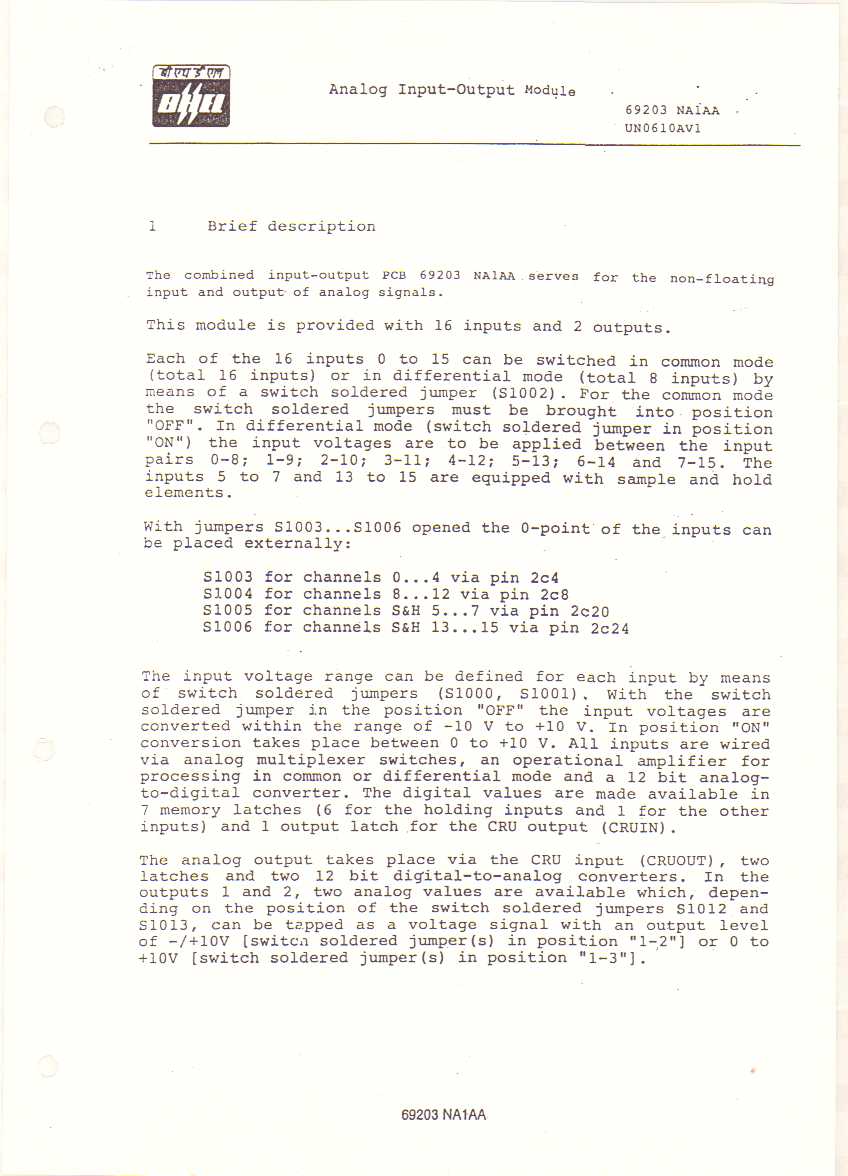 बी एच ई एल
Analog Input-Output Module
69203 NA1AA
UN0610AV1
1 Brief description
The combined input-output PCB 69203 NA1AA serves for the non-floating
input and output of analog signals.
This module is provided with 16 inputs and 2 outputs.
Each of the 16 inputs 0 to 15 can be switched in common mode
(total 16 inputs) or in differential mode (total 8 inputs) by
means of a switch soldered jumper (S1002). For the common mode
the switch soldered jumpers must be brought into position
"OFF". In differential mode (switch soldered jumper in position
"ON") the input voltages are to be applied between the input
pairs 0-8; 1-9; 2-10; 3-11; 4-12; 5-13; 6-14 and 7-15. The
inputs 5 to 7 and 13 to 15 are equipped with sample and hold
elements.
With jumpers S1003...S1006 opened the 0-point of the inputs can
be placed externally:
S1003 for channels 0...4 via pin 2c4
S1004 for channels 8...12 via pin 2c8
S1005 for channels S&H 5...7 via pin 2c20
S1006 for channels S&H 13...15 via pin 2c24
The input voltage range can be defined for each input by means
of switch soldered jumpers (S1000, S1001). With the switch
soldered jumper in the position "OFF" the input voltages are
converted within the range of -10 V to +10 V. In position "ON"
conversion takes place between 0 to +10 V. All inputs are wired
via analog multiplexer switches, an operational amplifier for
processing in common or differential mode and a 12 bit analog-
to-digital converter. The digital values are made available in
7 memory latches (6 for the holding inputs and 1 for the other
inputs) and 1 output latch for the CRU output (CRUIN).
The analog output takes place via the CRU input (CRUOUT), two
latches and two 12 bit digital-to-analog converters. In the
outputs 1 and 2, two analog values are available which, depen-
ding on the position of the switch soldered jumpers S1012 and
S1013, can be tapped as a voltage signal with an output level
of -/+10V [switch soldered jumper(s) in position "1-2"] or 0 to
+10V [switch soldered jumper(s) in position "1-3"].
69203 NA1AA